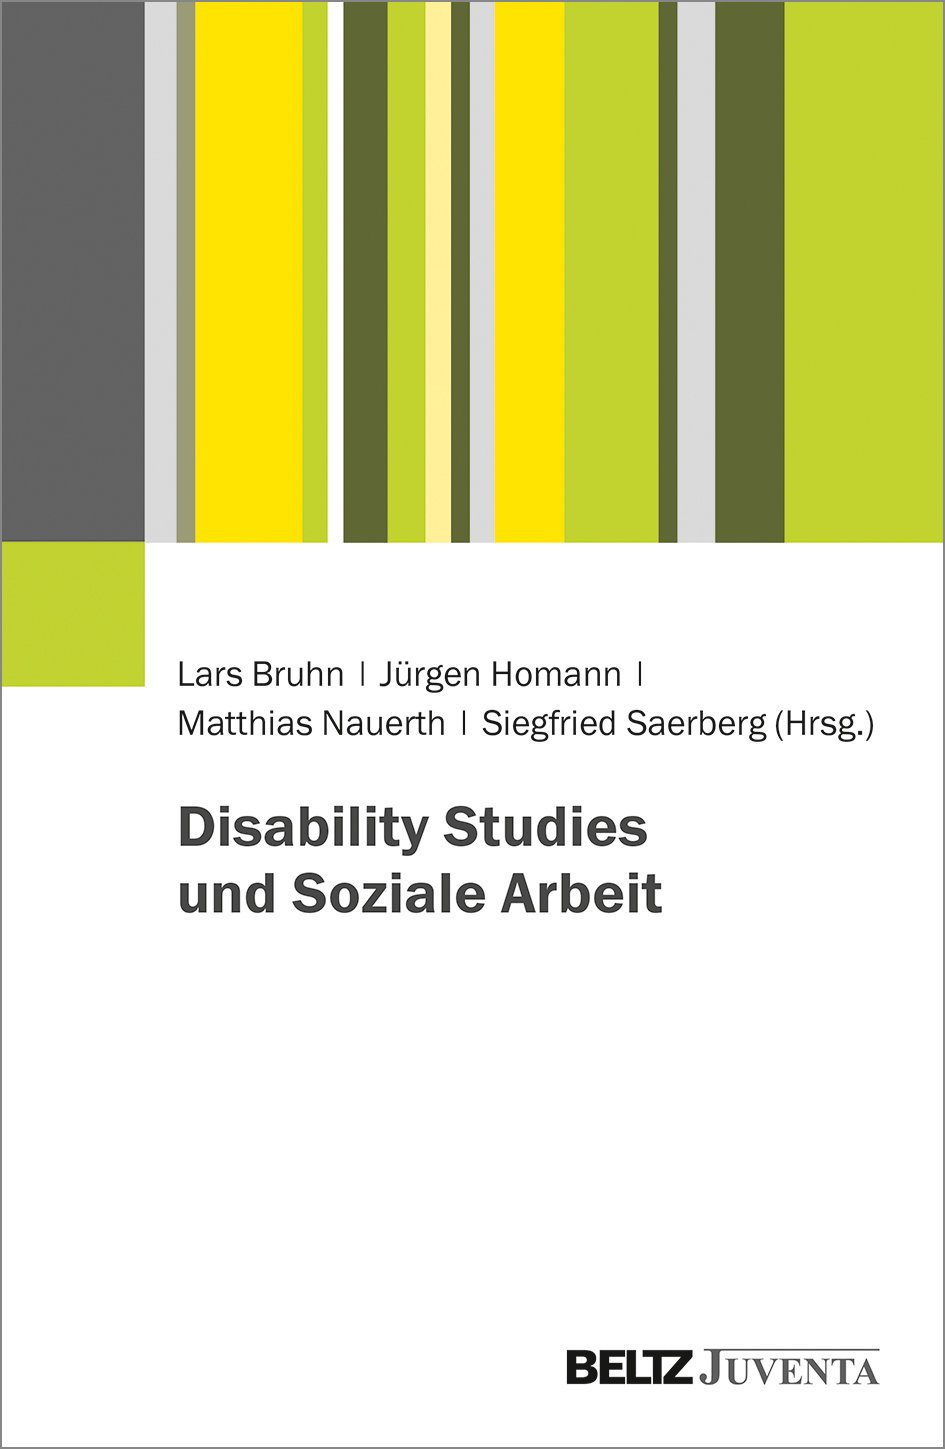 Lars Bruhn | Jürgen Homann |
Matthias Nauerth | Siegfried Saerberg (Hrsg.)
Disability Studies
und Soziale Arbeit
BELTZ JUVENTA